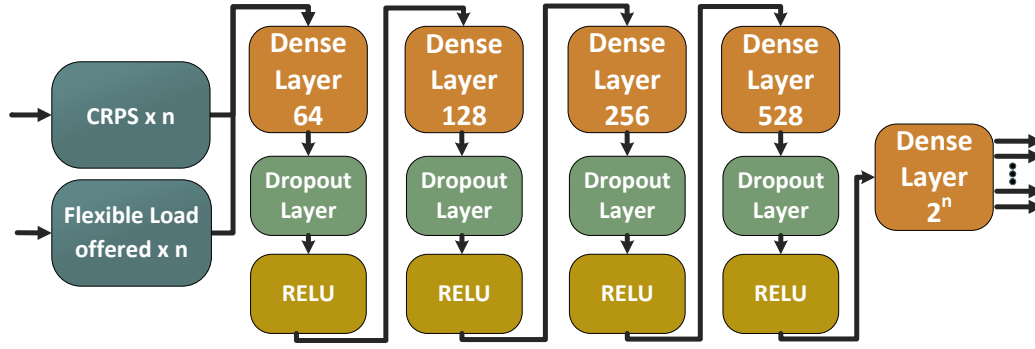 CRPS x n
Flexible Load
offered x n
Dense
Layer
64
Dropout
Layer
RELU
Dense
Layer
128
Dropout
Layer
RELU
Dense
Layer
256
Dropout
Layer
RELU
Dense
Layer
528
Dropout
Layer
RELU
Dense
Layer
2ⁿ